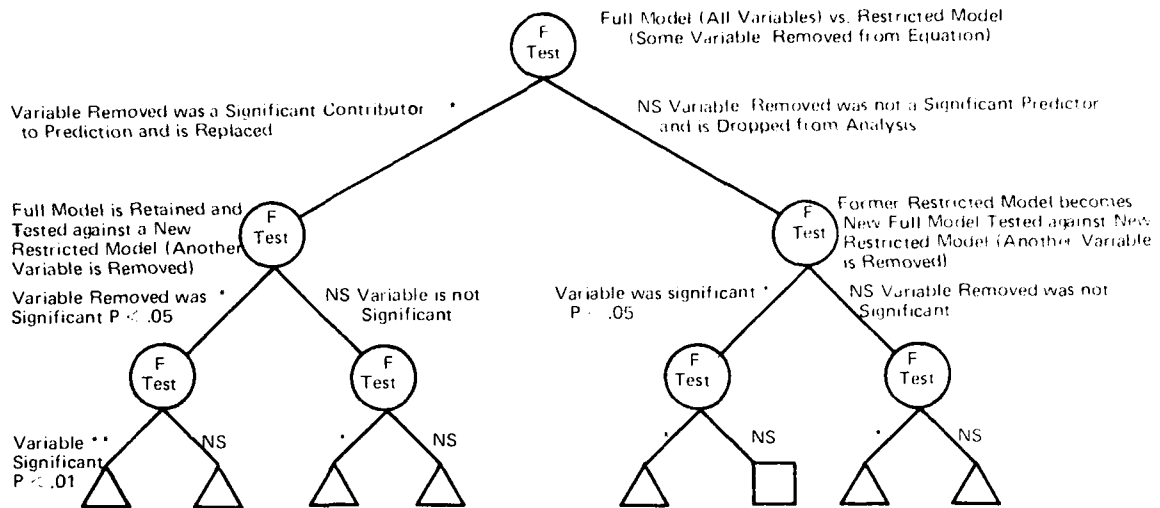 F
Test
Full Model (All Variables) vs. Restricted Model
(Some Variable Removed from Equation)
Variable Removed was a Significant Contributor *
to Prediction and is Replaced
NS Variable Removed was not a Significant Predictor
and is Dropped from Analysis
Full Model is Retained and
Tested against a New
Restricted Model (Another
Variable is Removed)
F
Test
F
Test
Former Restricted Model becomes
New Full Model Tested against New
Restricted Model (Another Variable
is Removed)
Variable Removed was *
Significant P < .05
NS Variable is not
Significant
Variable was significant *
P .05
NS Variable Removed was not
Significant
F
Test
F
Test
F
Test
F
Test
Variable **
Significant
P < .01
NS
*
NS
*
NS
*
NS